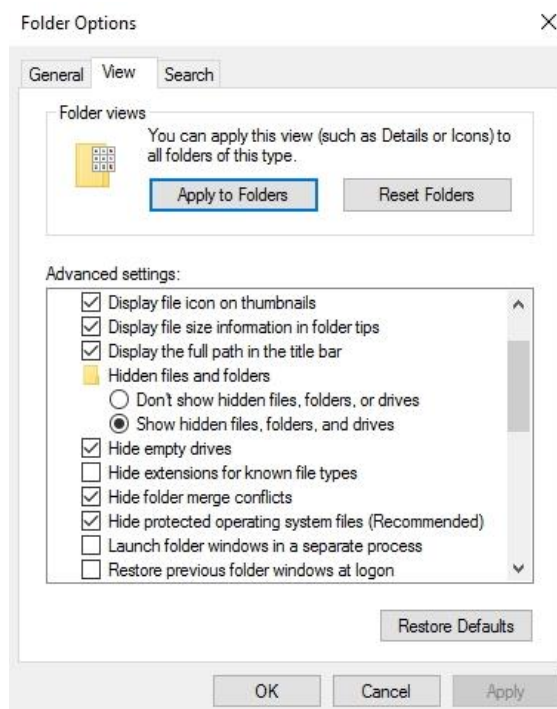 Folder Options
General View Search
Folder views
You can apply this view (such as Details or Icons) to
all folders of this type.
Apply to Folders Reset Folders
Advanced settings:
Display file icon on thumbnails
Display file size information in folder tips
Display the full path in the title bar
Hidden files and folders
Don't show hidden files, folders, or drives
Show hidden files, folders, and drives
Hide empty drives
Hide extensions for known file types
Hide folder merge conflicts
Hide protected operating system files (Recommended)
Launch folder windows in a separate process
Restore previous folder windows at logon
Restore Defaults
OK Cancel Apply